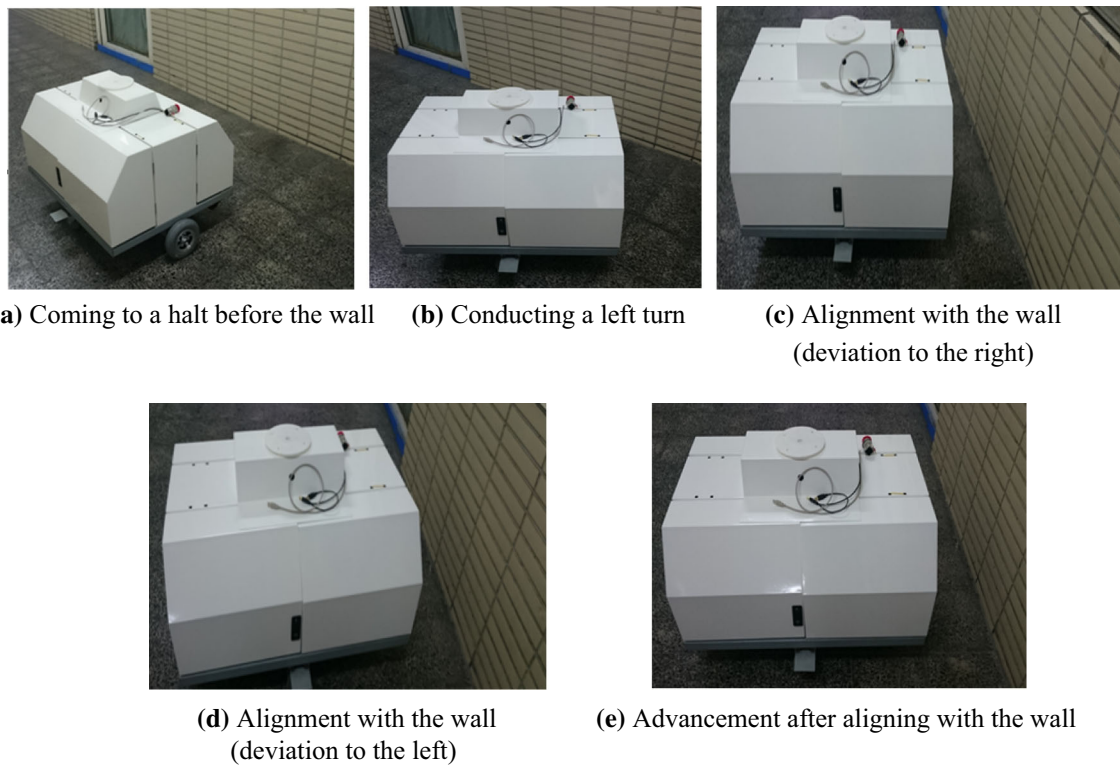 a) Coming to a halt before the wall
(b) Conducting a left turn
(c) Alignment with the wall
(deviation to the right)
(d) Alignment with the wall
(deviation to the left)
(e) Advancement after aligning with the wall